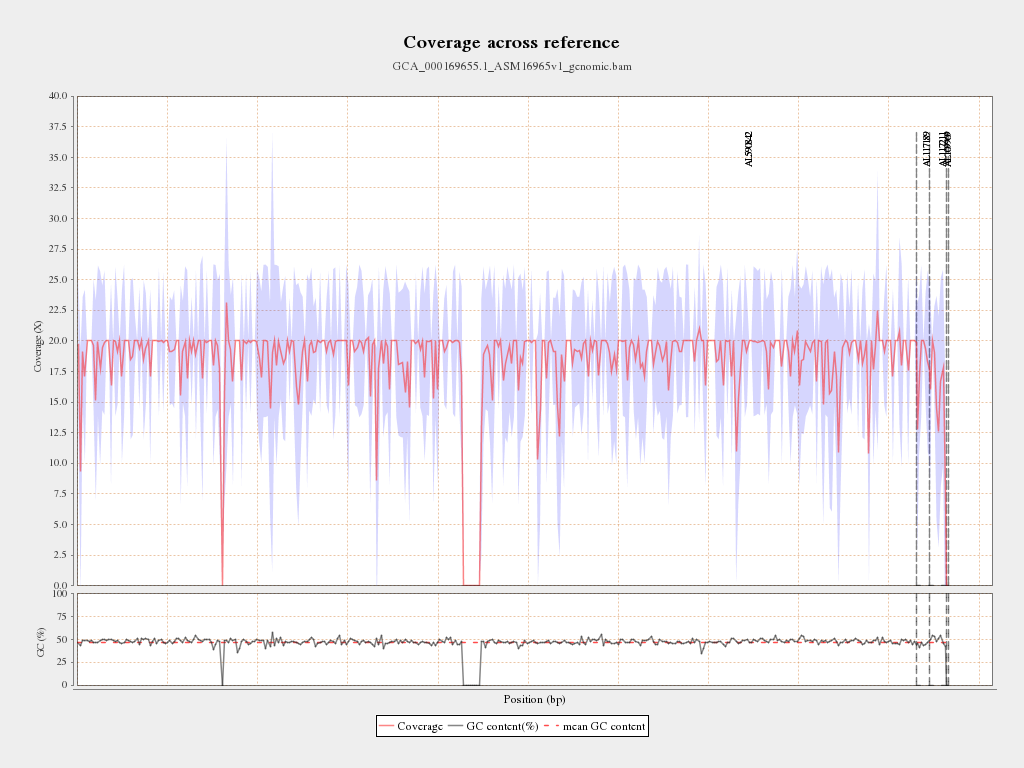 Coverage across reference
GCA_000169655.1_ASM16965v1_genomic.bam
40.0
37.5
35.0
32.5
30.0
27.5
25.0
22.5
20.0
17.5
15.0
12.5
10.0
7.5
5.0
2.5
0.0
Coverage (X)
AL590842
AL117189
AL117211
100
75
50
25
0
GC (%)
Position (bp)
Coverage GC content(%) mean GC content